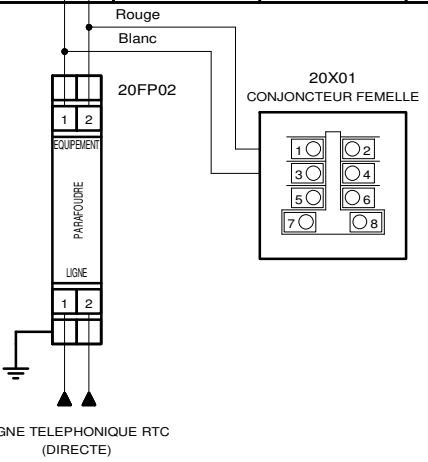 Rouge
Blanc
20FP02
20X01
CONJONCTEUR FEMELLE
1 2
EQUIPEMENT
PARAFOUDRE
LIGNE
1 2
1 2
3 4
5 6
7 8
GNE TELEPHONIQUE RTC
(DIRECTE)